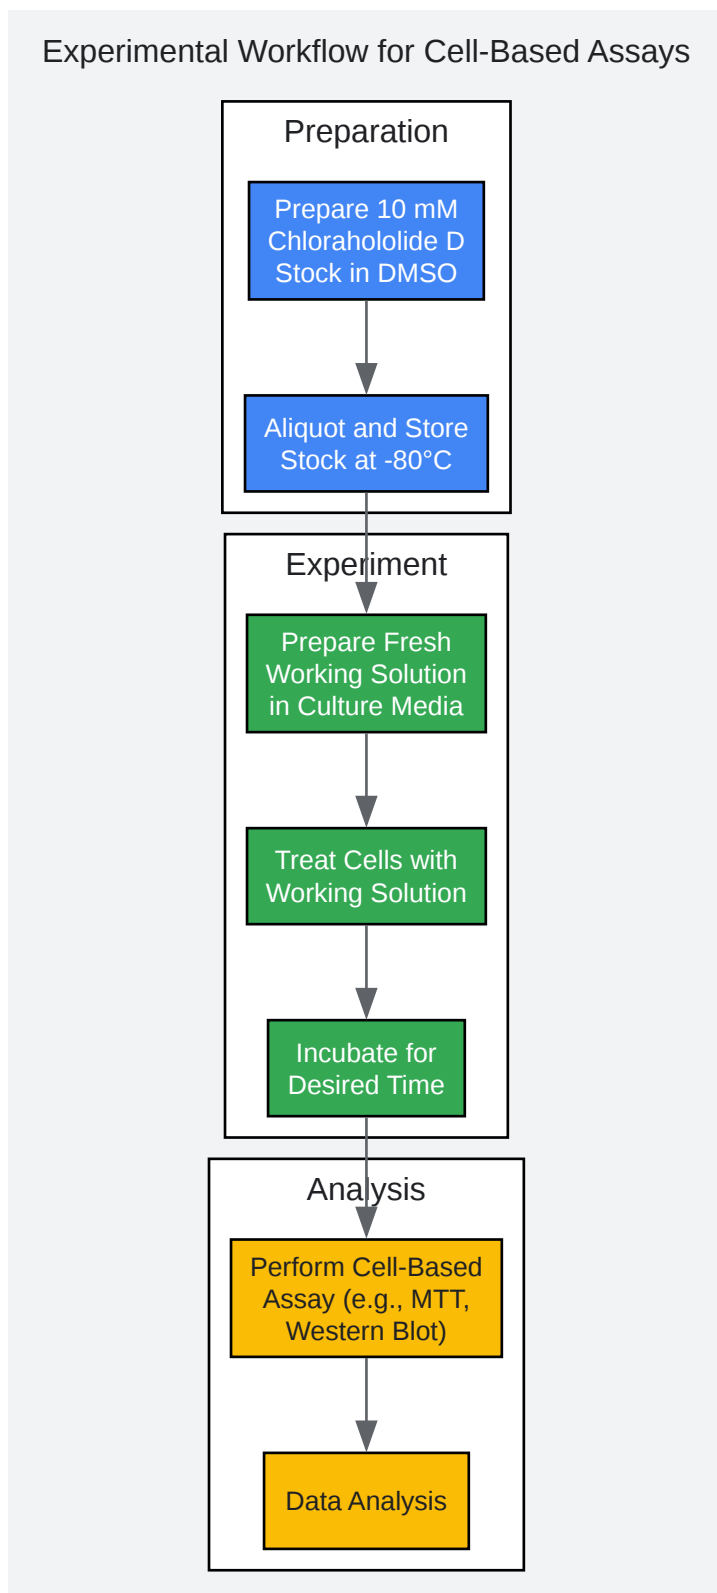 Experimental Workflow for Cell-Based Assays
Preparation
Prepare 10 mM
Chlorahololide D
Stock in DMSO
Aliquot and Store
Stock at -80°C
Experiment
Prepare Fresh
Working Solution
in Culture Media
Treat Cells with
Working Solution
Incubate for
Desired Time
Analysis
Perform Cell-Based
Assay (e.g., MTT,
Western Blot)
Data Analysis